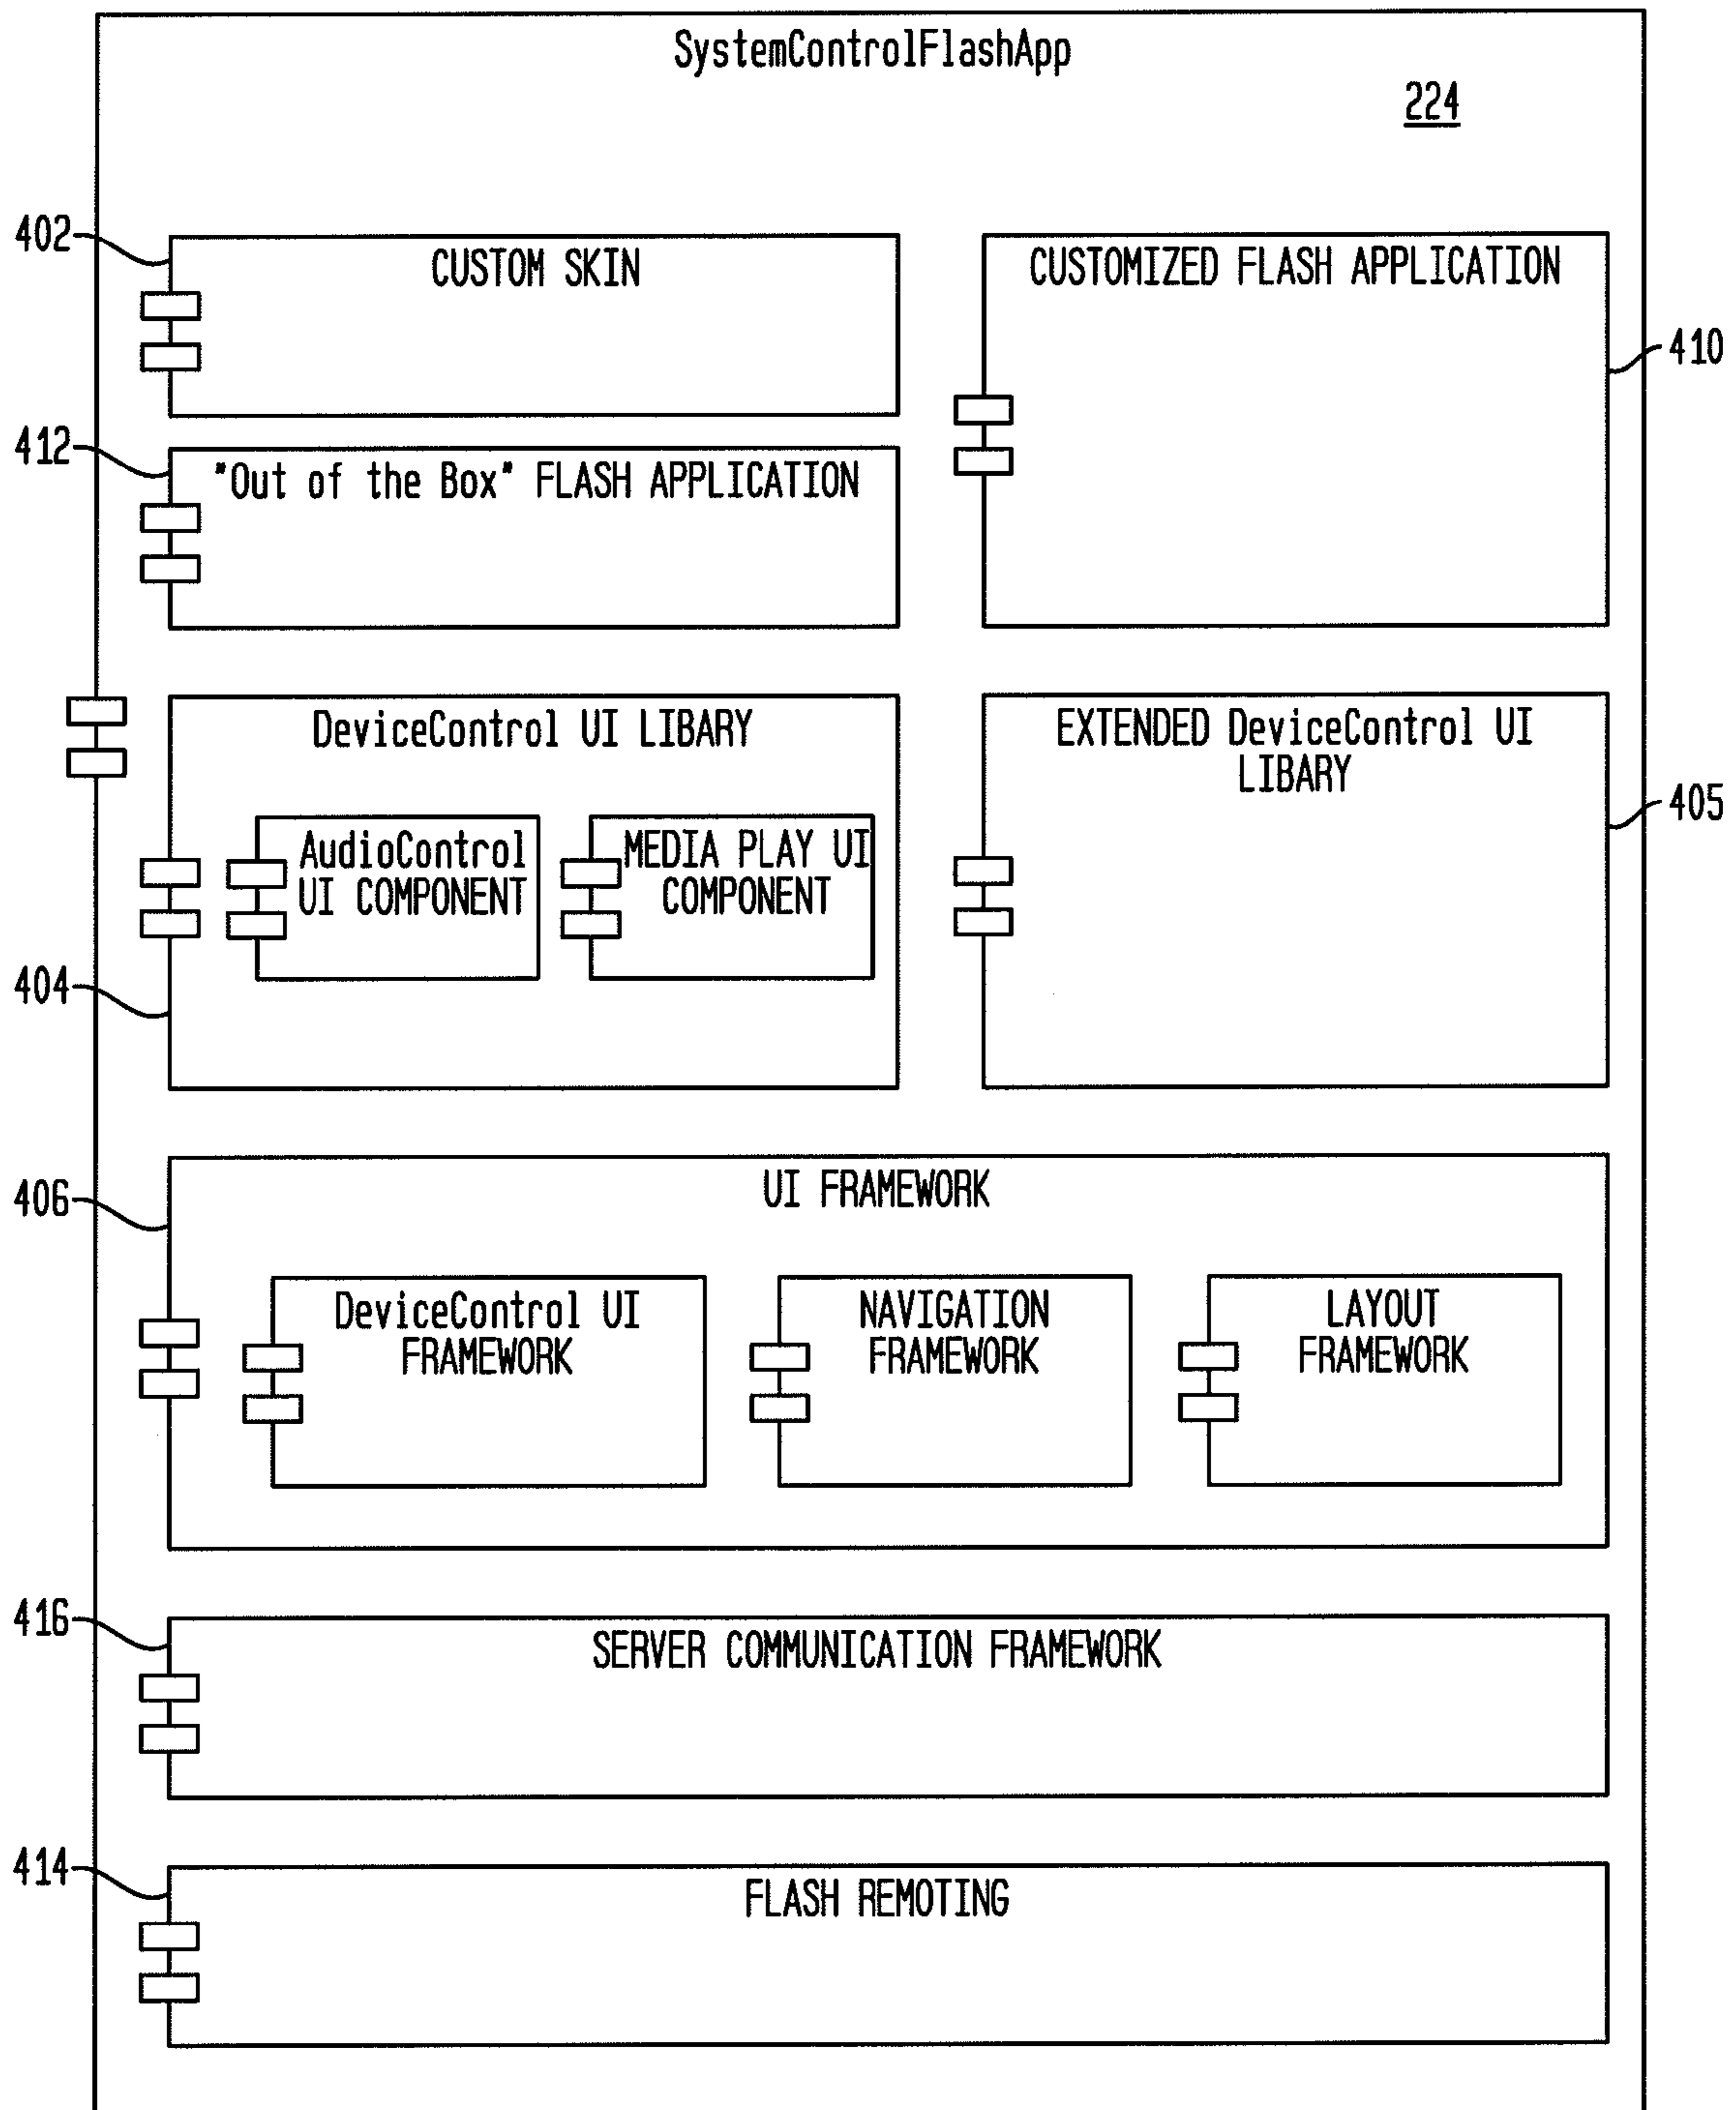 SystemControlFlashApp
224
402
CUSTOM SKIN
CUSTOMIZED FLASH APPLICATION
410
412
"Out of the Box" FLASH APPLICATION
DeviceControl UI LIBARY
EXTENDED DeviceControl UI
LIBARY
405
AudioControl
UI COMPONENT
MEDIA PLAY UI
COMPONENT
404
406
UI FRAMEWORK
DeviceControl UI
FRAMEWORK
NAVIGATION
FRAMEWORK
LAYOUT
FRAMEWORK
416
SERVER COMMUNICATION FRAMEWORK
414
FLASH REMOTING